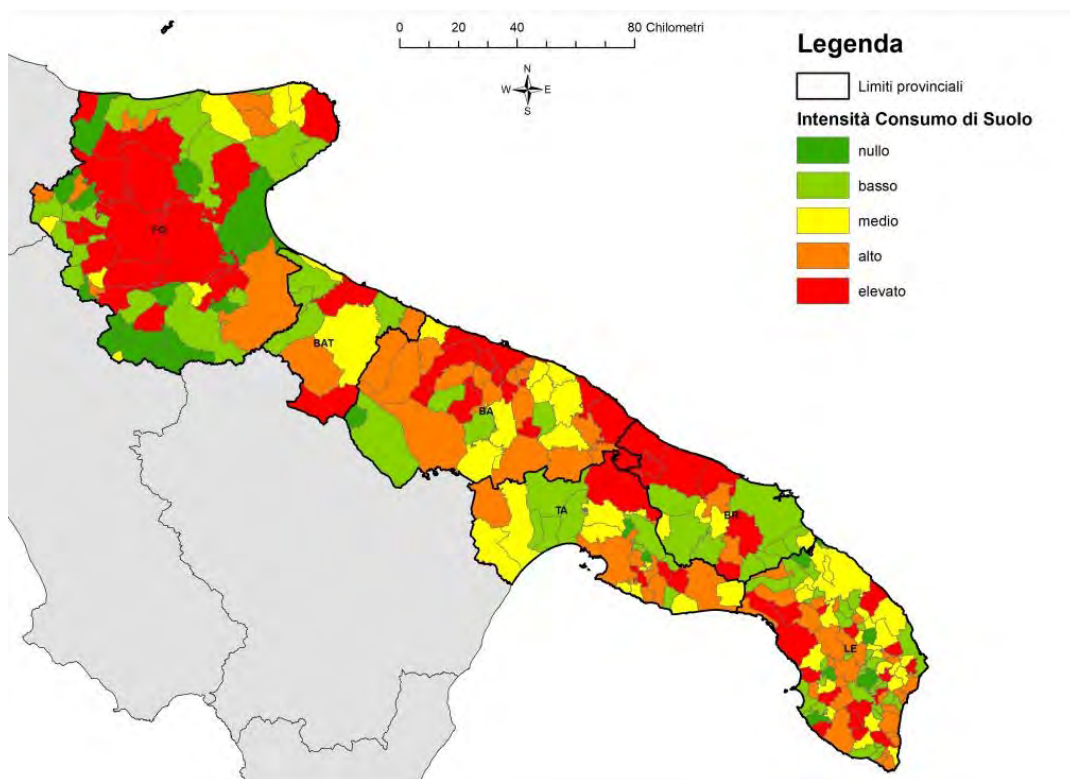 0 20 40 80 Chilometri
N
W E
S
Legenda
Limiti provinciali
Intensità Consumo di Suolo
nullo
basso
medio
alto
elevato
FG
BAT
BA
TA
BR
LE